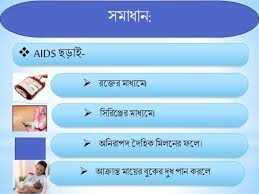 সমাধান:
❖ AIDS ছড়াই-
➢ রক্তের মাধ্যমে।
➢ সিরিঞ্জের মাধ্যমে।
➢ অনিরাপদ দৈহিক মিলনের ফলে।
➢ আক্রান্ত মায়ের বুকের দুধ পান করলে